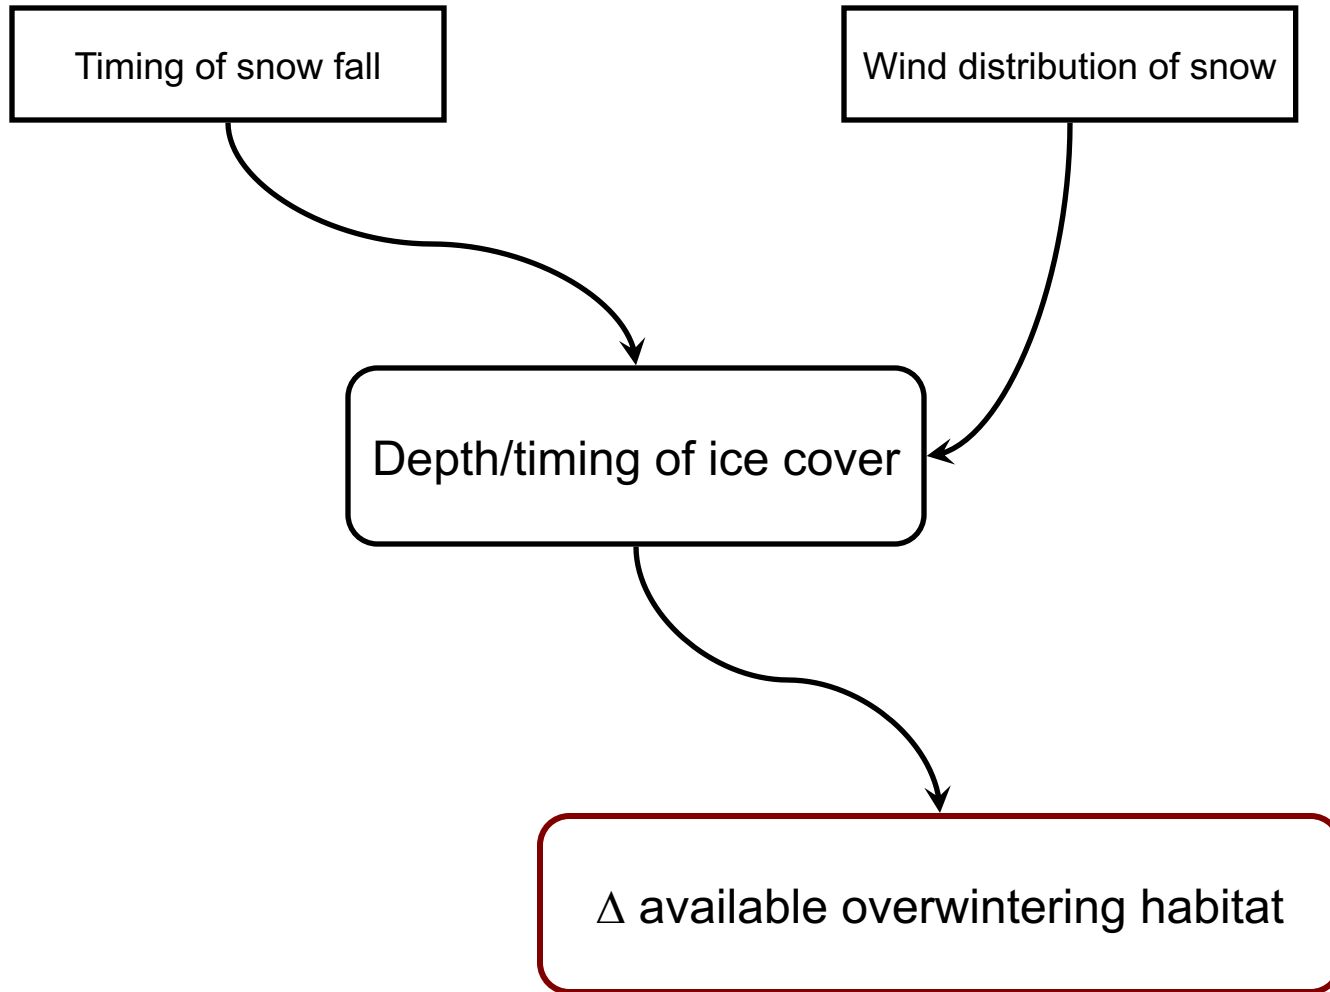 Timing of snow fall
Wind distribution of snow
Depth/timing of ice cover
Δ available overwintering habitat